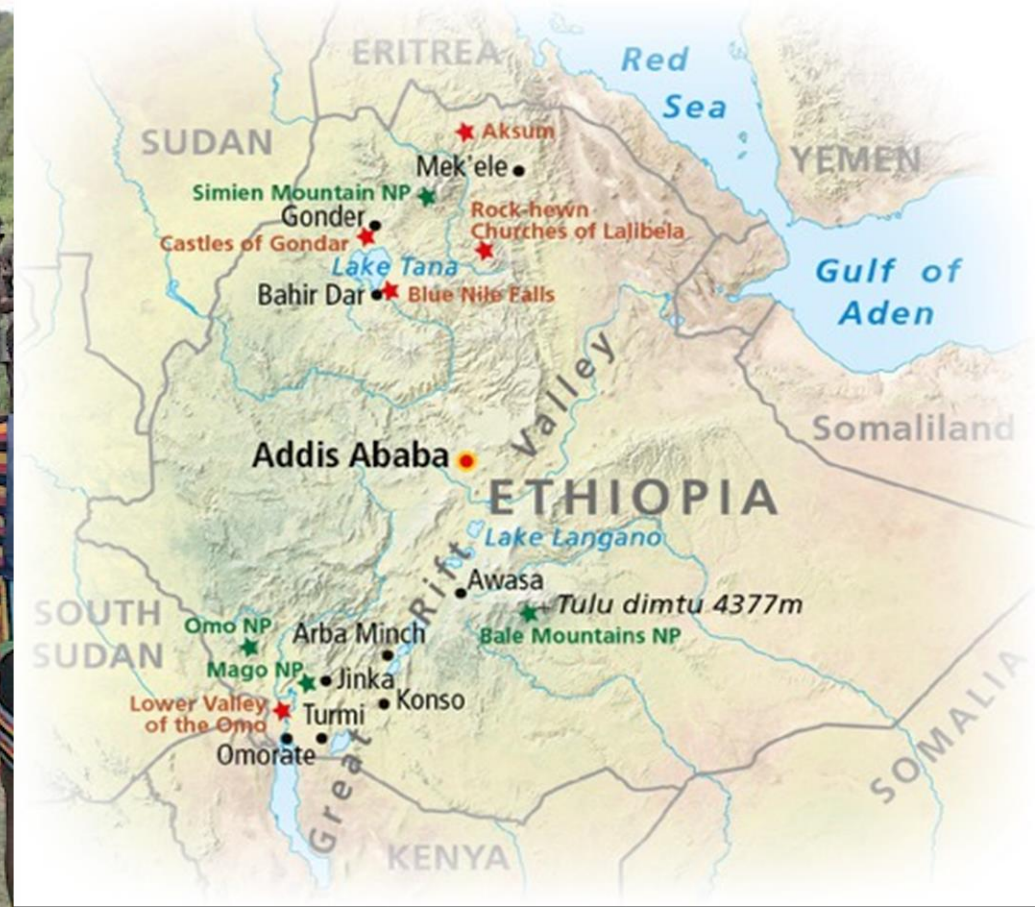 ERITREA
Red
Sea
SUDAN
Aksum
Mek'ele
YEMEN
Simien Mountain NP
Gonder
Rock-hewn
Churches of Lalibela
Castles of Gondar
Lake Tana
Gulf of
Aden
Bahir Dar
Blue Nile Falls
Valley
Somaliland
Addis Ababa
ETHIOPIA
Lake Langano
Rift
Awasa
Tulu dimtu 4377m
SOUTH
SUDAN
Omo NP
Arba Minch
Bale Mountains NP
Mago NP
Jinka
Konso
Lower Valley
of the Omo
Turmi
Omorate
Great
SOMALIA
KENYA